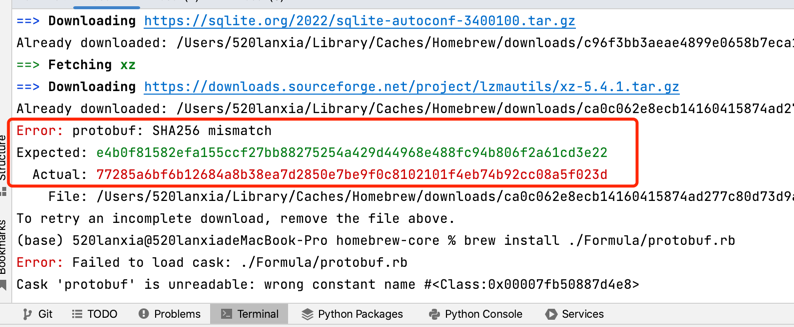 ==> Downloading https://sqlite.org/2022/sqlite-autoconf-3400100.tar.gz
Already downloaded: /Users/520lanxia/Library/Caches/Homebrew/downloads/c96f3bb3aeae4899e0658b7eca
==> Fetching xz
==> Downloading https://downloads.sourceforge.net/project/lzmautils/xz-5.4.1.tar.gz
Already downloaded: /Users/520lanxia/Library/Caches/Homebrew/downloads/ca0c062e8ecb14160415874ad27
Error: protobuf: SHA256 mismatch
Expected: e4b0f81582efa155ccf27bb88275254a429d44968e488fc94b806f2a61cd3e22
Actual: 77285a6bf6b12684a8b38ea7d2850e7be9f0c8102101f4eb74b92cc08a5f023d
File: /Users/520lanxia/Library/Caches/Homebrew/downloads/ca0c062e8ecb14160415874ad277c80d73d9a
To retry an incomplete download, remove the file above.
(base) 520lanxia@520lanxiadeMacBook-Pro homebrew-core % brew install ./Formula/protobuf.rb
Error: Failed to load cask: ./Formula/protobuf.rb
Cask 'protobuf' is unreadable: wrong constant name #<Class:0x00007fb50887d4e8>
Structure
Bookmarks
Git TODO Problems Terminal Python Packages Python Console Services